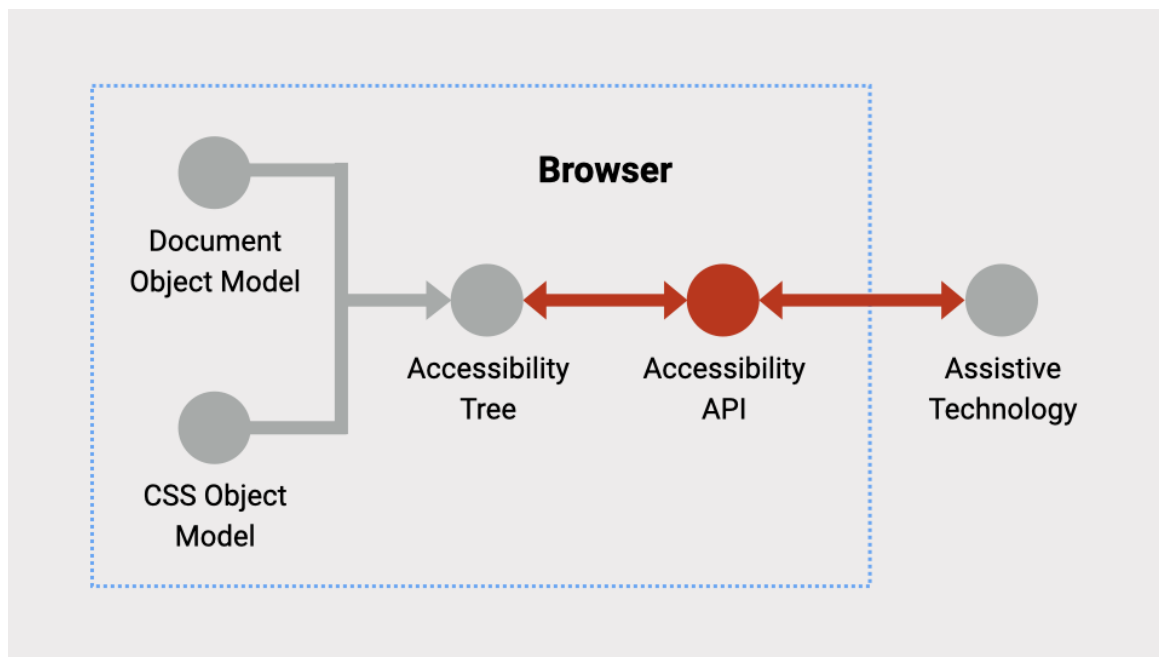 Browser
Document
Object Model
Accessibility
Tree
Accessibility
API
Assistive
Technology
CSS Object
Model